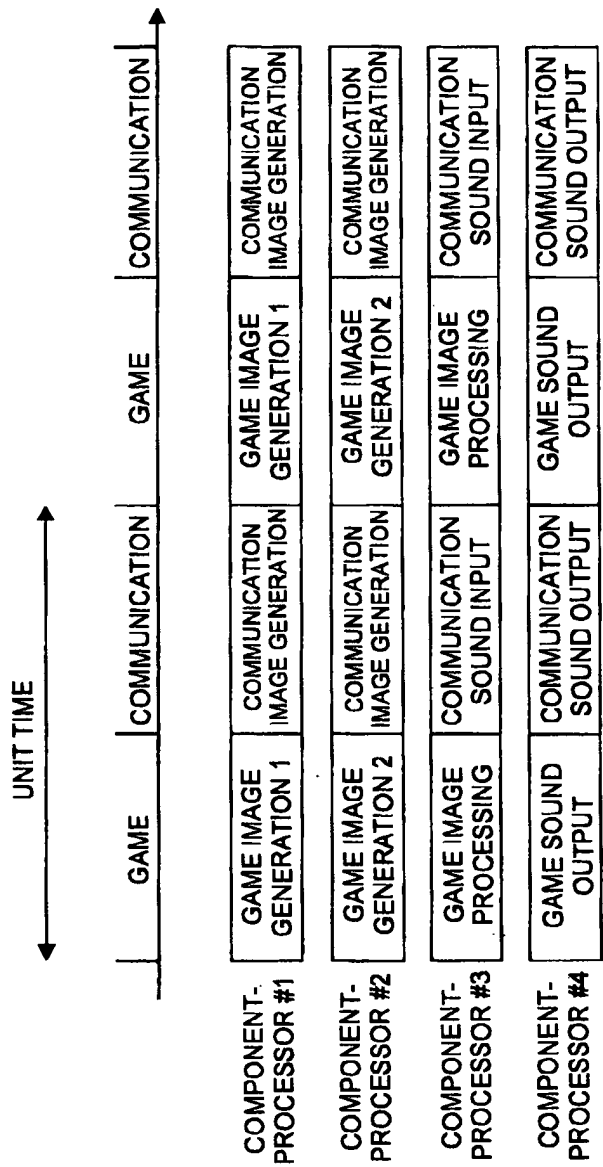 UNIT TIME
GAME
COMMUNICATION
GAME
COMMUNICATION
COMPONENT-
PROCESSOR #1
GAME IMAGE
GENERATION 1
COMMUNICATION
IMAGE GENERATION
GAME IMAGE
GENERATION 1
COMMUNICATION
IMAGE GENERATION
COMPONENT-
PROCESSOR #2
GAME IMAGE
GENERATION 2
COMMUNICATION
IMAGE GENERATION
GAME IMAGE
GENERATION 2
COMMUNICATION
IMAGE GENERATION
COMPONENT-
PROCESSOR #3
GAME IMAGE
PROCESSING
COMMUNICATION
SOUND INPUT
GAME IMAGE
PROCESSING
COMMUNICATION
SOUND INPUT
COMPONENT-
PROCESSOR #4
GAME SOUND
OUTPUT
COMMUNICATION
SOUND OUTPUT
GAME SOUND
OUTPUT
COMMUNICATION
SOUND OUTPUT